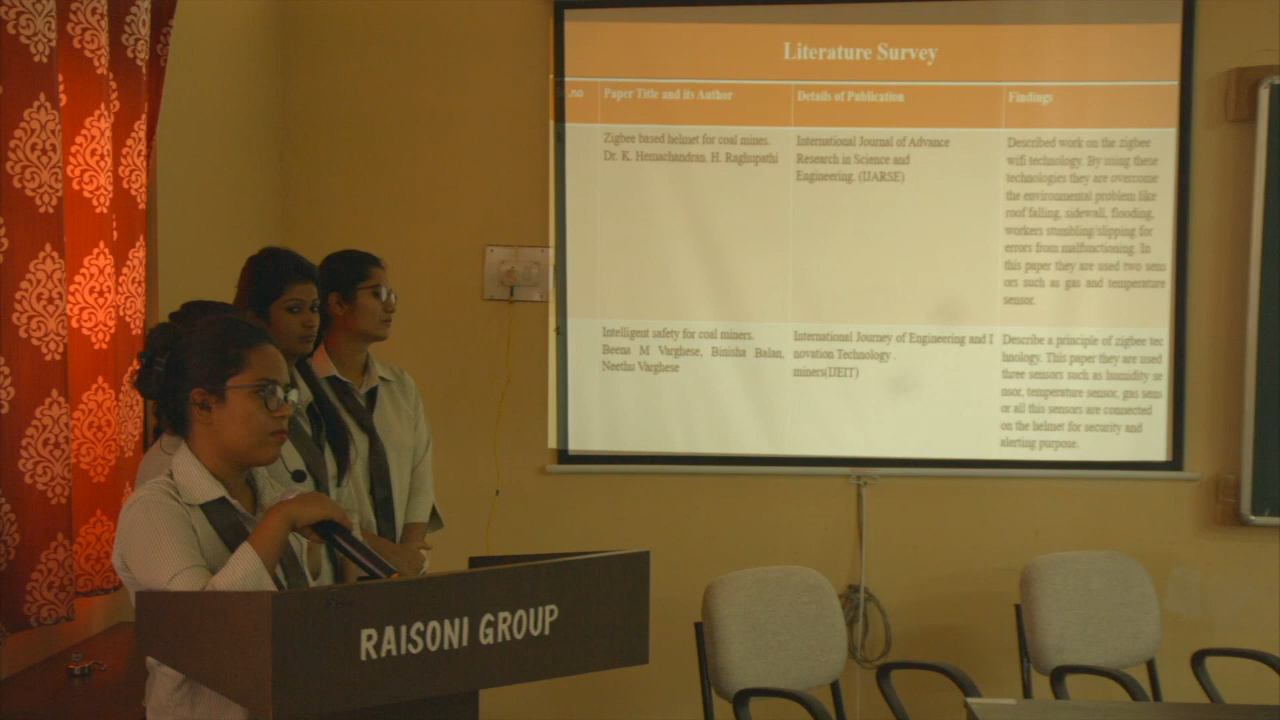 Literature Survey
.no Paper Title and its Author Details of Publication Findings
Zigbee based helmet for coal mines.
Dr. K. Hemachandran, H. Raghupathi
International Journal of Advance
Research in Science and
Engineering. (IJARSE)
Described work on the zigbee
wifi technology. By using these
technologies they are overcome
the environmental problem like
roof falling, sidewall, flooding,
workers stumbling/slipping for
errors from malfunctioning. In
this paper they are used two sens
ors such as gas and temperature
sensor.
Intelligent safety for coal miners.
Beena M Varghese, Binisha Balan,
Neethu Varghese
International Journey of Engineering and I
novation Technology .
miners(IJEIT)
Describe a principle of zigbee tec
hnology. This paper they are used
three sensors such as humidity se
nsor, temperature sensor, gas sens
or all this sensors are connected
on the helmet for security and
alerting purpose.
RAISONI GROUP